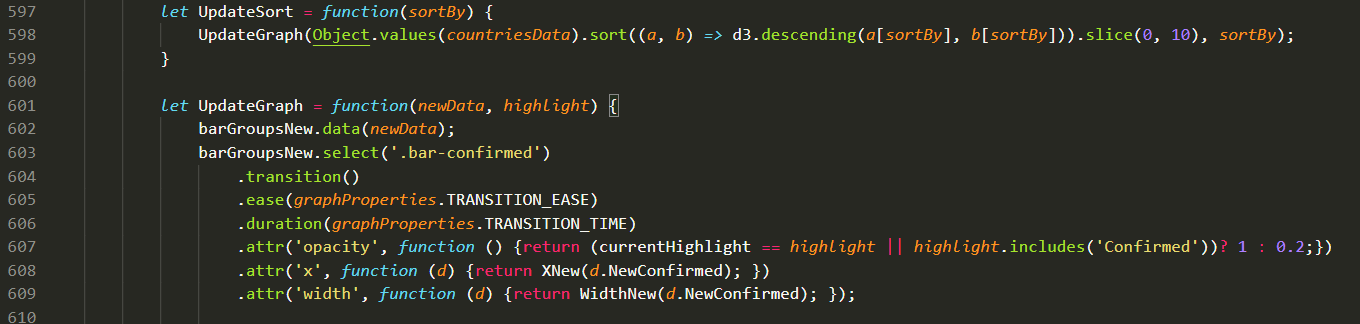 597 let UpdateSort = function(sortBy) {
598 UpdateGraph(Object.values(countriesData).sort((a, b) => d3.descending(a[sortBy], b[sortBy])).slice(0, 10), sortBy);
599 }
600
601 let UpdateGraph = function(newData, highlight) {
602 barGroupsNew.data(newData);
603 barGroupsNew.select('.bar-confirmed')
604 .transition()
605 .ease(graphProperties.TRANSITION_EASE)
606 .duration(graphProperties.TRANSITION_TIME)
607 .attr('opacity', function () {return (currentHighlight == highlight || highlight.includes('Confirmed'))? 1 : 0.2;})
608 .attr('x', function (d) {return XNew(d.NewConfirmed); })
609 .attr('width', function (d) {return WidthNew(d.NewConfirmed); });
610